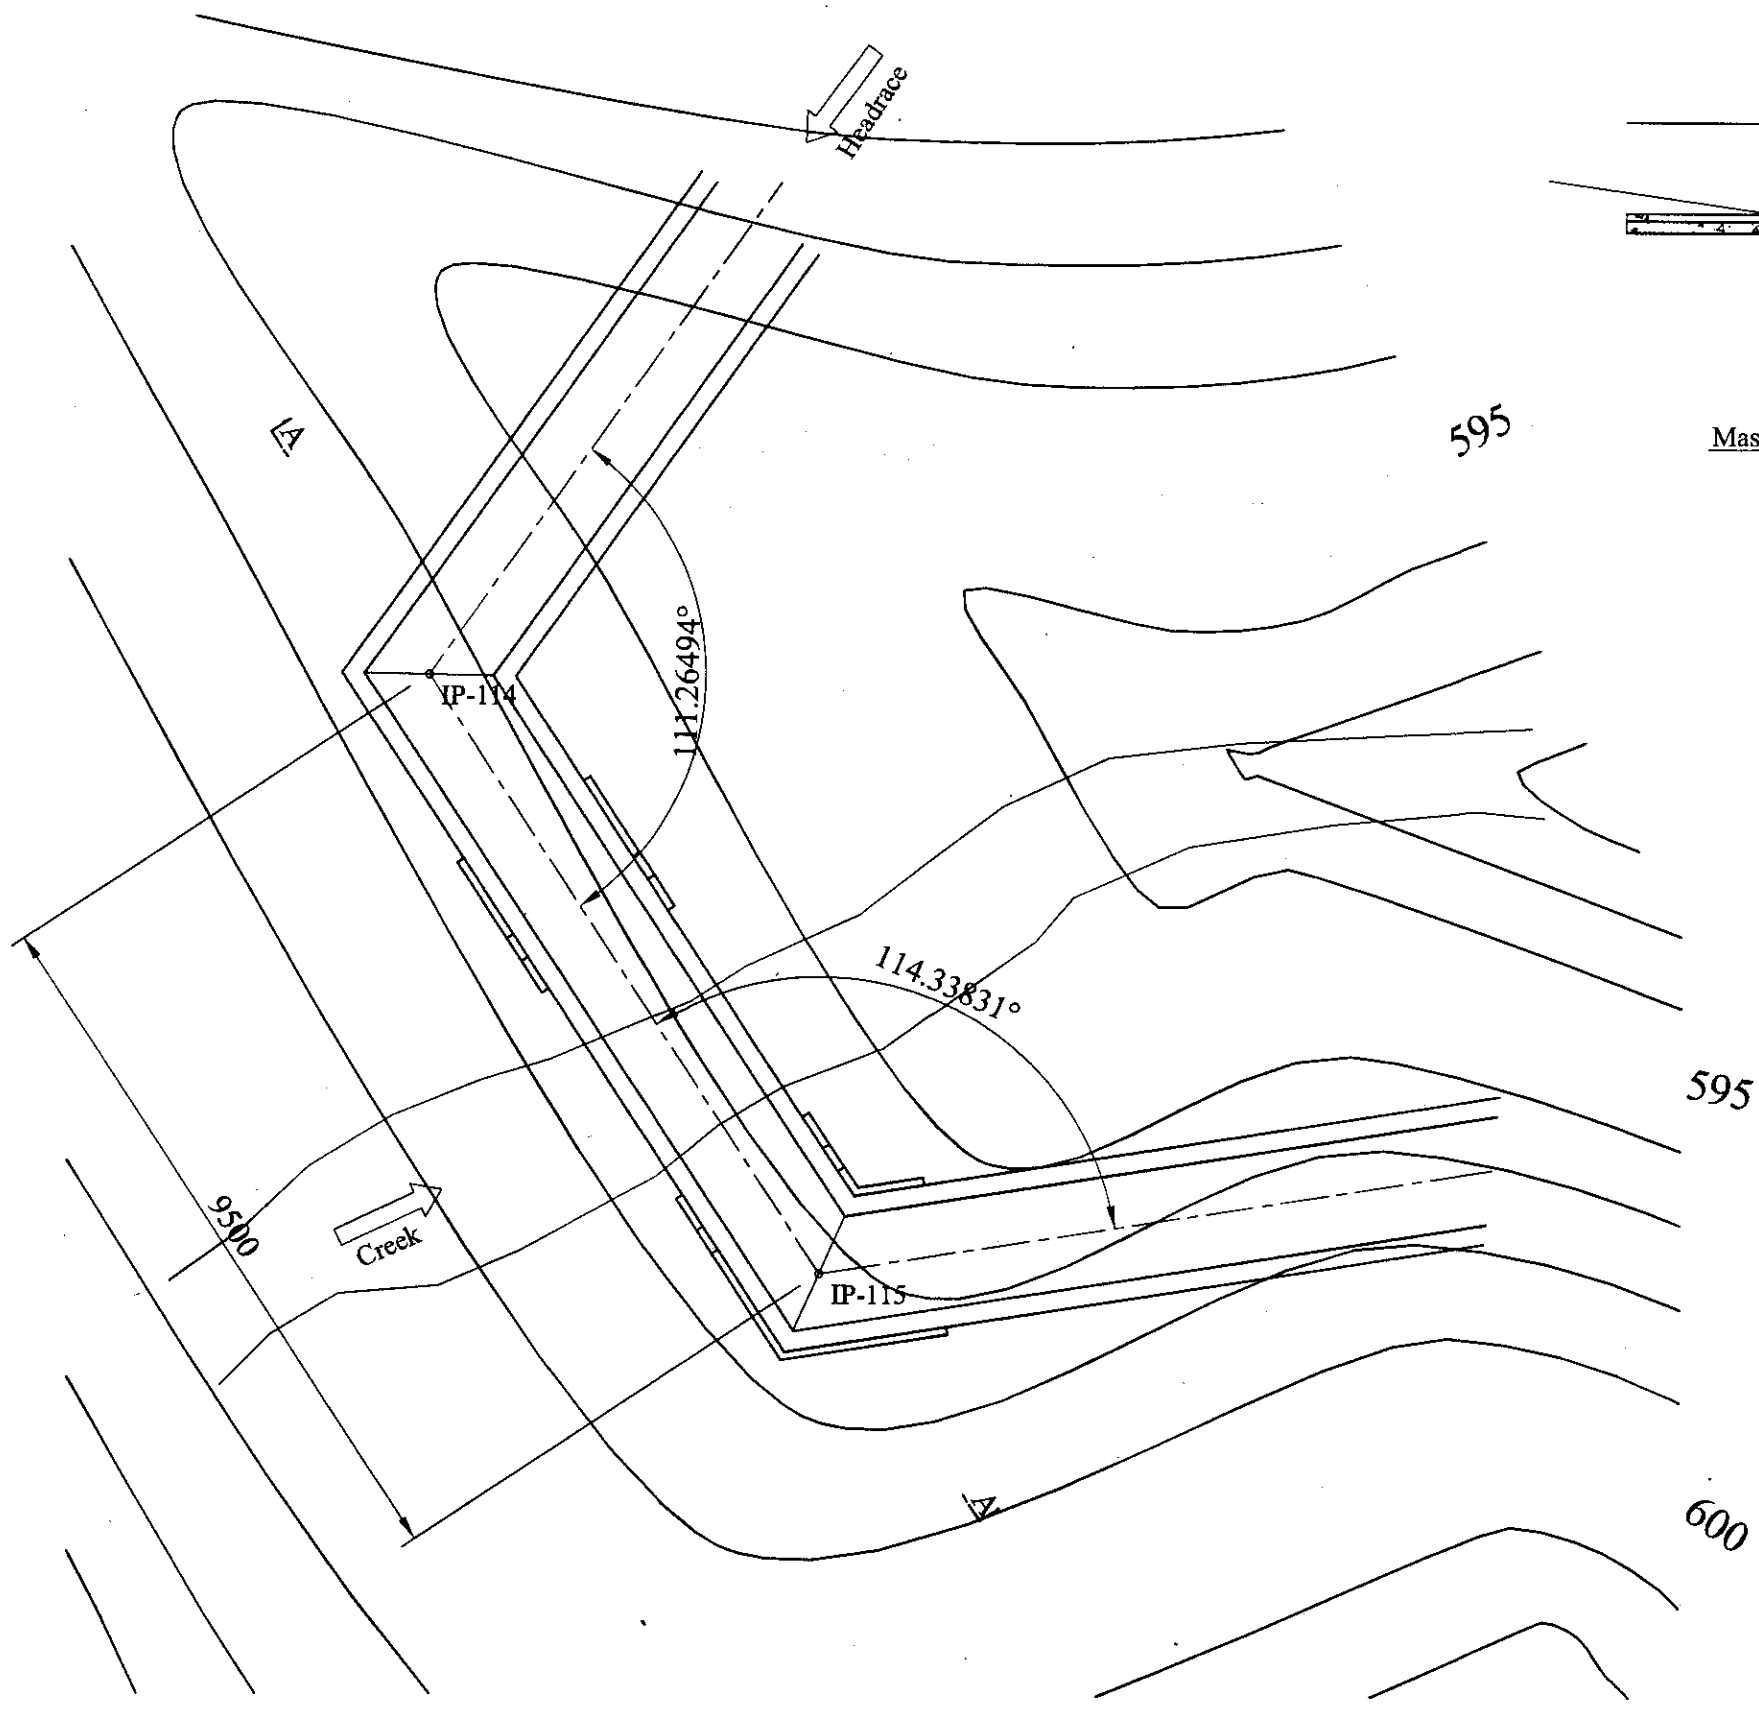 Headrace
A
595
Mas
IP-114
111.26494°
114.33831°
595
9500
Creek
IP-115
A'
600